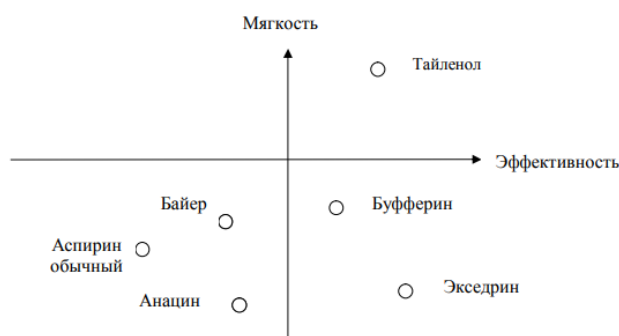 Мягкость
Тайленол
Эффективность
Байер
Буфферин
Аспирин
обычный
Анацин
Экседрин